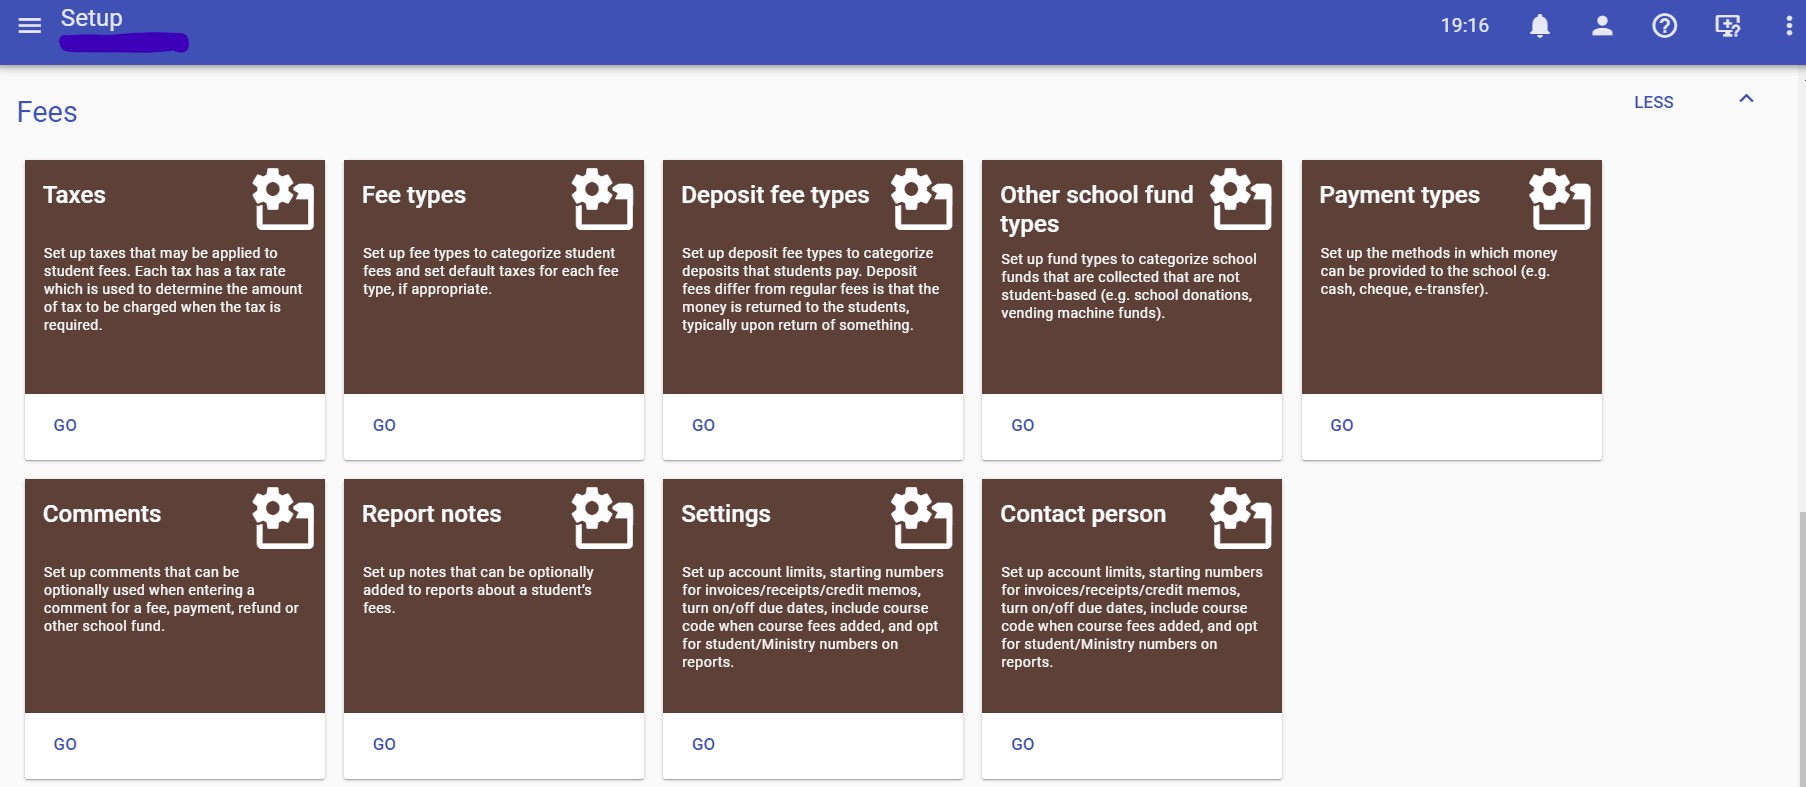 Setup
19:16
Fees
LESS
Taxes
Set up taxes that may be applied to
student fees. Each tax has a tax rate
which is used to determine the amount
of tax to be charged when the tax is
required.
GO
Fee types
Set up fee types to categorize student
fees and set default taxes for each fee
type, if appropriate.
GO
Deposit fee types
Set up deposit fee types to categorize
deposits that students pay. Deposit
fees differ from regular fees is that the
money is returned to the students,
typically upon return of something.
GO
Other school fund
types
Set up fund types to categorize school
funds that are collected that are not
student-based (e.g. school donations,
vending machine funds).
GO
Payment types
Set up the methods in which money
can be provided to the school (e.g.
cash, cheque, e-transfer).
GO
Comments
Set up comments that can be
optionally used when entering a
comment for a fee, payment, refund or
other school fund.
GO
Report notes
Set up notes that can be optionally
added to reports about a student's
fees.
GO
Settings
Set up account limits, starting numbers
for invoices/receipts/credit memos,
turn on/off due dates, include course
code when course fees added, and opt
for student/Ministry numbers on
reports.
GO
Contact person
Set up account limits, starting numbers
for invoices/receipts/credit memos,
turn on/off due dates, include course
code when course fees added, and opt
for student/Ministry numbers on
reports.
GO